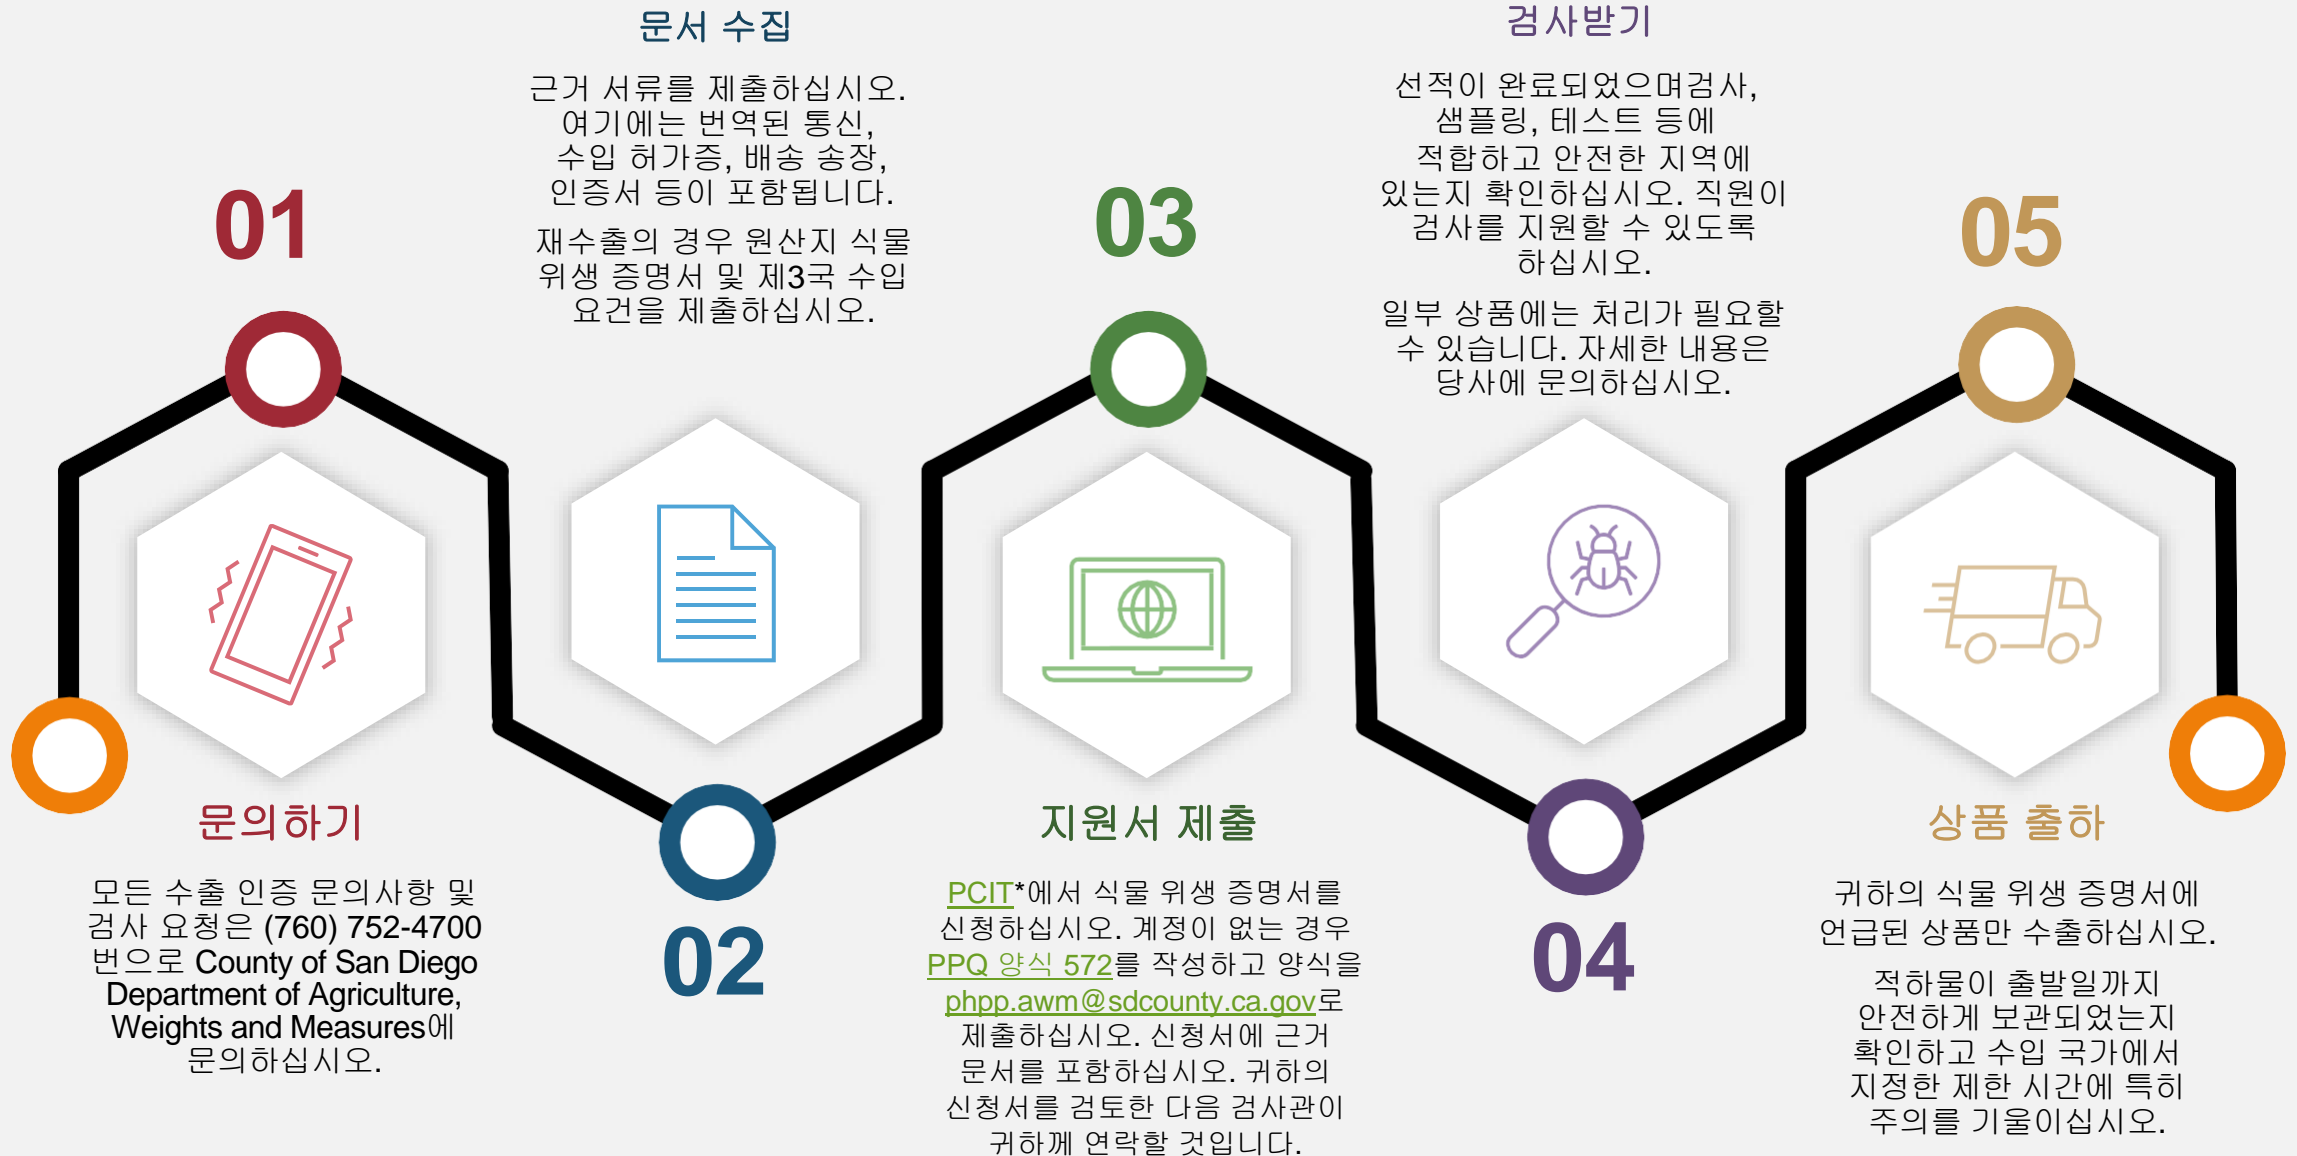 01
문의하기
모든 수출 인증 문의사항 및
검사 요청은 (760) 752-4700
번으로 County of San Diego
Department of Agriculture,
Weights and Measures에
문의하십시오.
문서 수집
근거 서류를 제출하십시오.
여기에는 번역된 통신,
수입 허가증, 배송 송장,
인증서 등이 포함됩니다.
재수출의 경우 원산지 식물
위생 증명서 및 제3국 수입
요건을 제출하십시오.
02
03
지원서 제출
PCIT*에서 식물 위생 증명서를
신청하십시오. 계정이 없는 경우
PPQ 양식 572를 작성하고 양식을
phpp.awm@sdcounty.ca.gov로
제출하십시오. 신청서에 근거
문서를 포함하십시오. 귀하의
신청서를 검토한 다음 검사관이
귀하께 연락할 것입니다.
검사받기
선적이 완료되었으며검사,
샘플링, 테스트 등에
적합하고 안전한 지역에
있는지 확인하십시오. 직원이
검사를 지원할 수 있도록
하십시오.
일부 상품에는 처리가 필요할
수 있습니다. 자세한 내용은
당사에 문의하십시오.
04
05
상품 출하
귀하의 식물 위생 증명서에
언급된 상품만 수출하십시오.
적하물이 출발일까지
안전하게 보관되었는지
확인하고 수입 국가에서
지정한 제한 시간에 특히
주의를 기울이십시오.